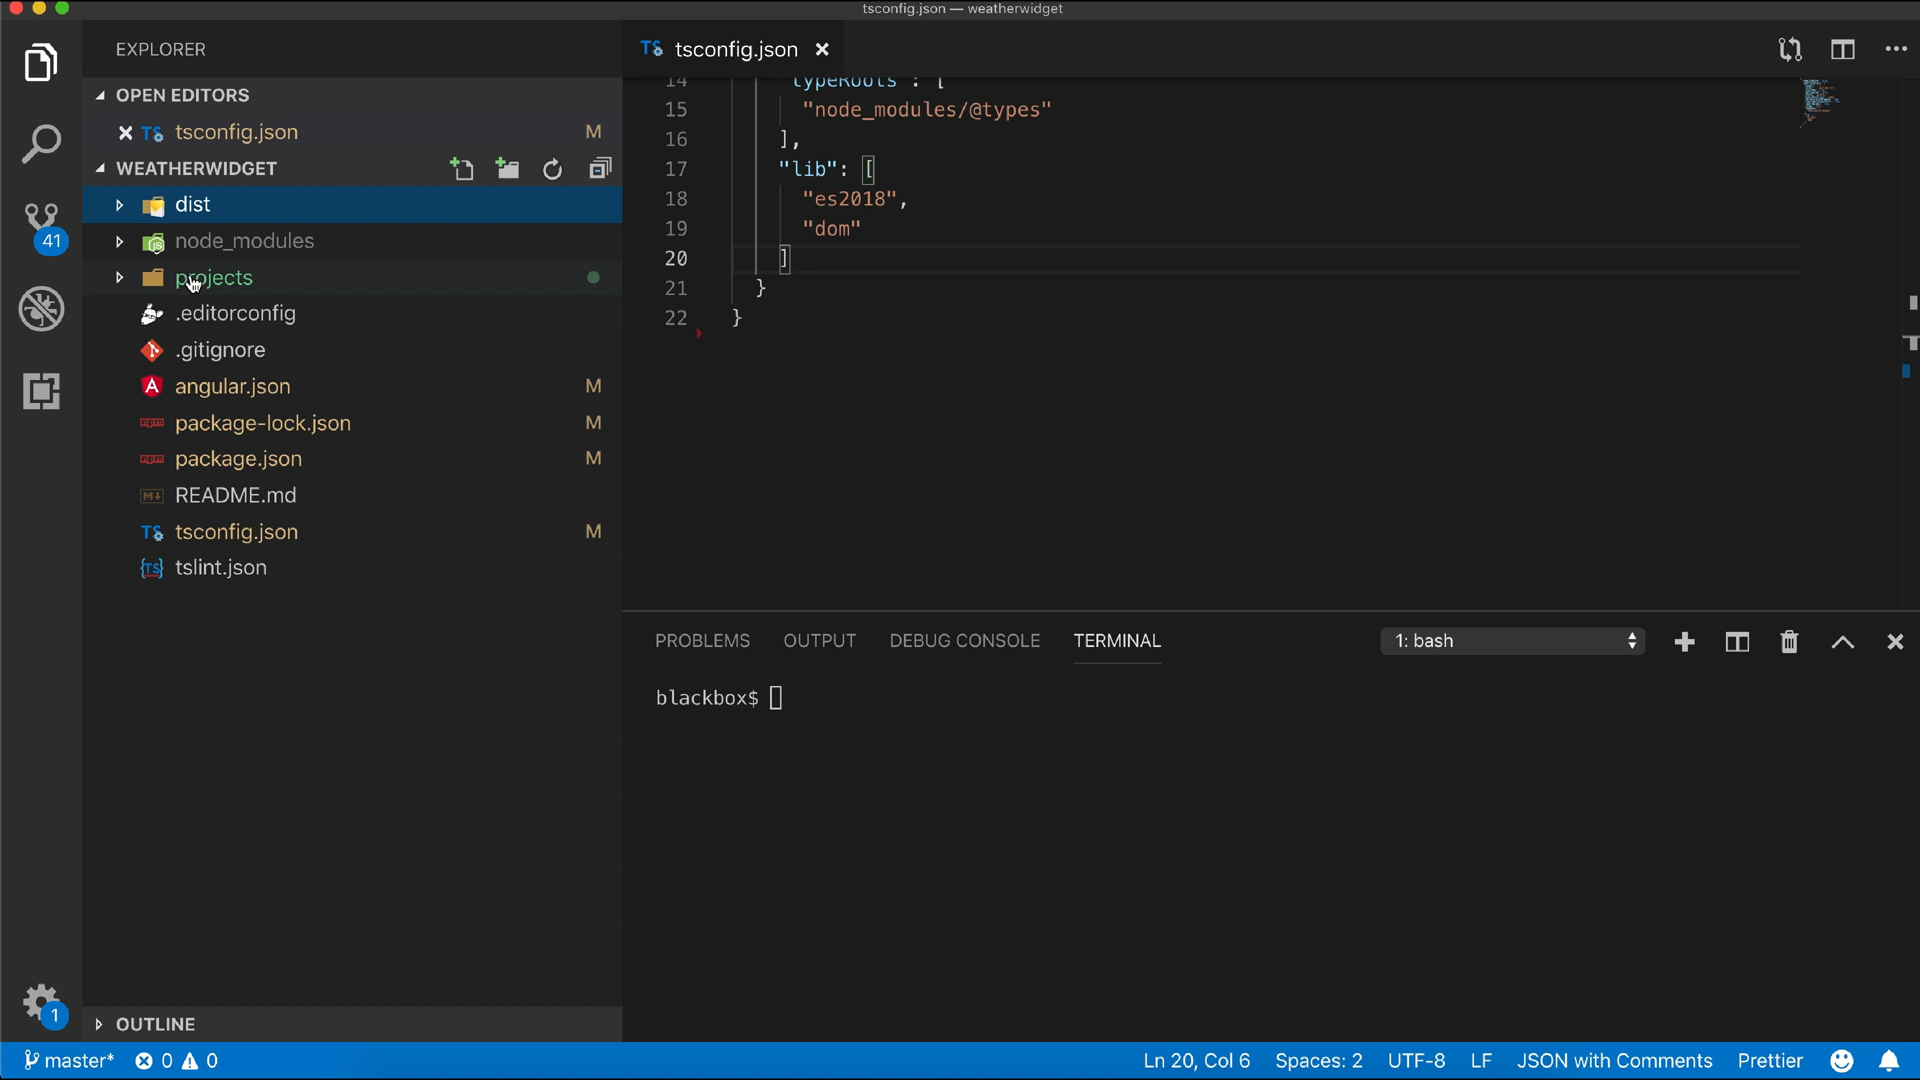 tsconfig.json — weatherwidget
EXPLORER
OPEN EDITORS
tsconfig.json M
WEATHERWIDGET
dist
node_modules
projects
.editorconfig
.gitignore
angular.json M
package-lock.json M
package.json M
README.md
tsconfig.json M
tslint.json
OUTLINE
41
1
TS tsconfig.json
14 "typeRoots": [
15 "node_modules/@types"
16 ],
17 "lib": [
18 "es2018",
19 "dom"
20 ]
21 }
22 }
PROBLEMS OUTPUT DEBUG CONSOLE TERMINAL 1: bash
blackbox$
master* 0 0 Ln 20, Col 6 Spaces: 2 UTF-8 LF JSON with Comments Prettier